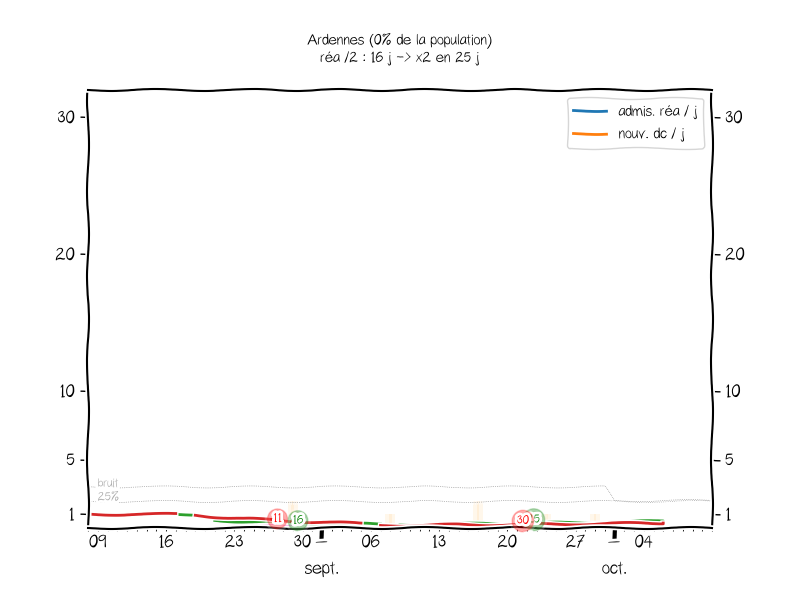 Ardennes (0% de la population)
réa /2 : 16 j -> x2 en 25 j
admis. réa / j
nouv. dc / j
30
30
20
20
10
10
5
5
bruit
25%
1
1
11
16
30
5
09 16 23 30 06 13 20 27 04
sept. oct.